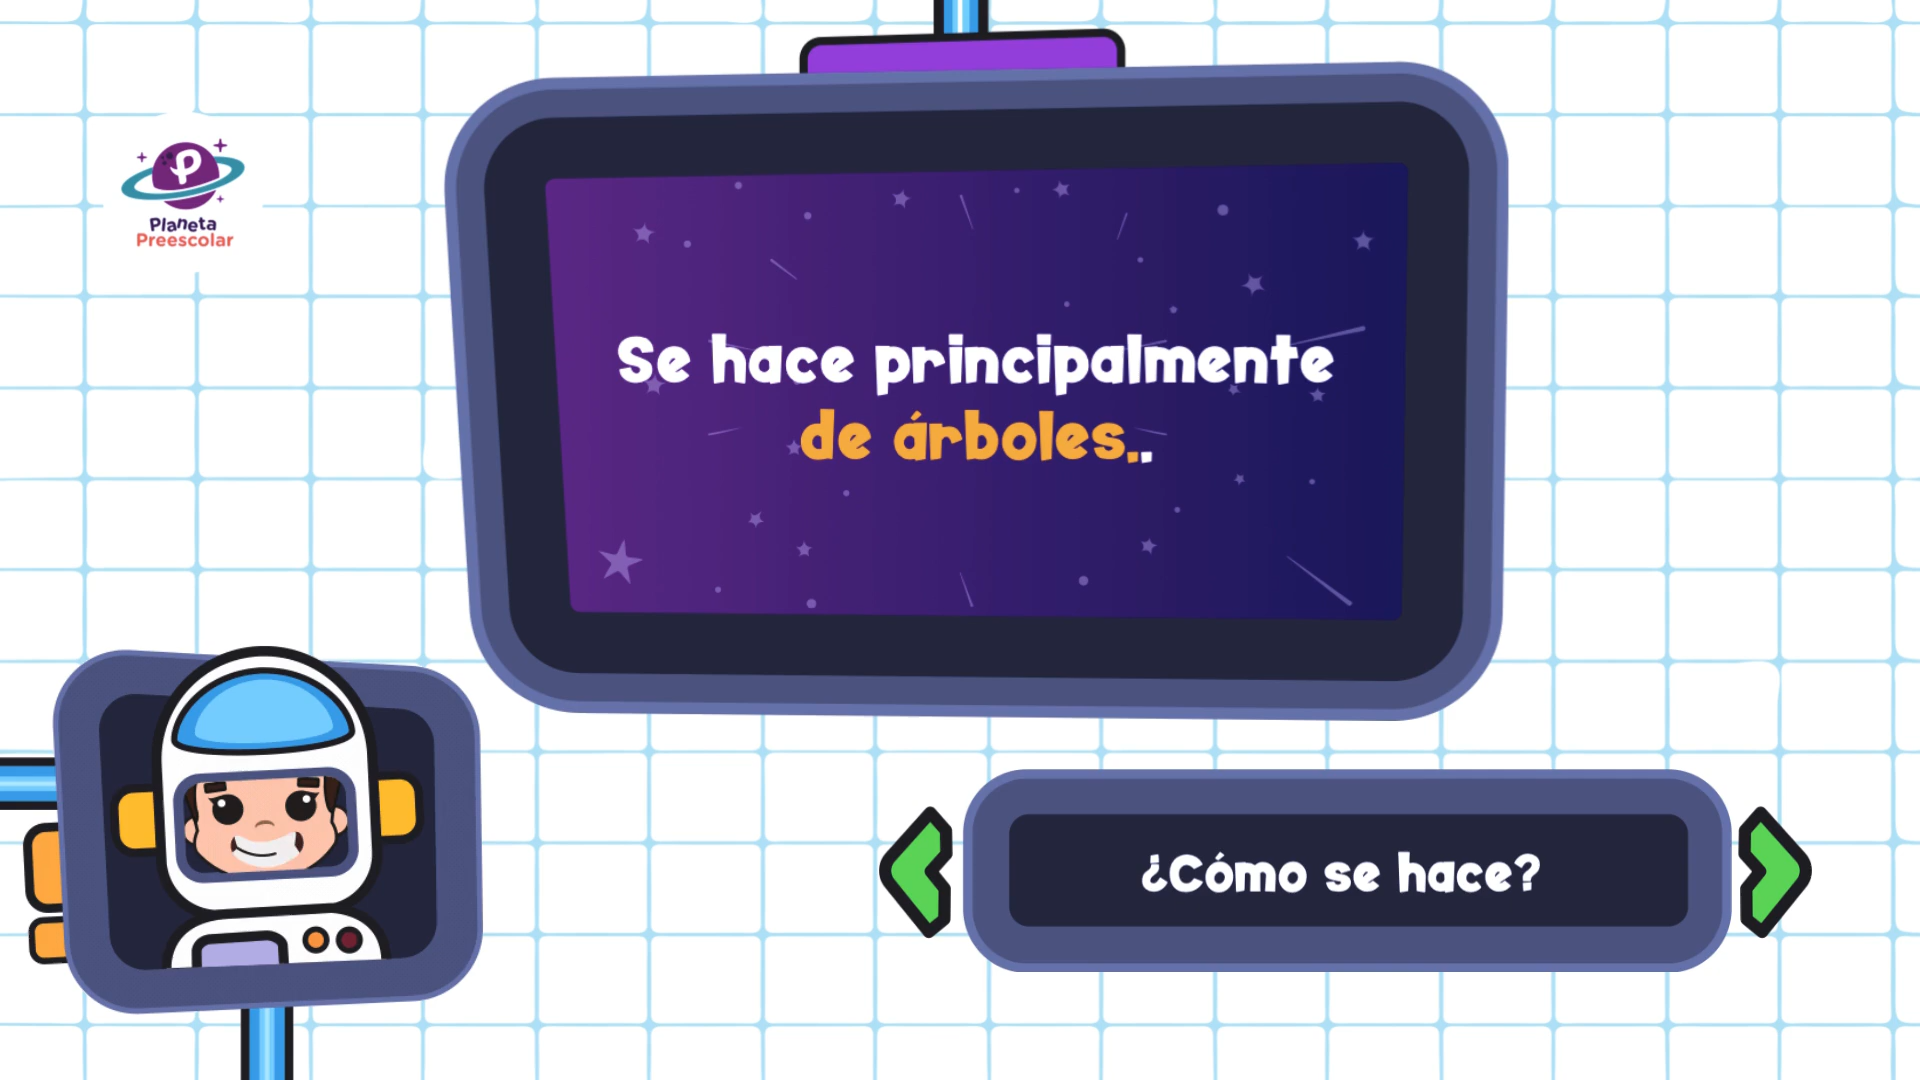 P
Planeta
Preescolar
Se hace principalmente
de árboles..
¿Cómo se hace?